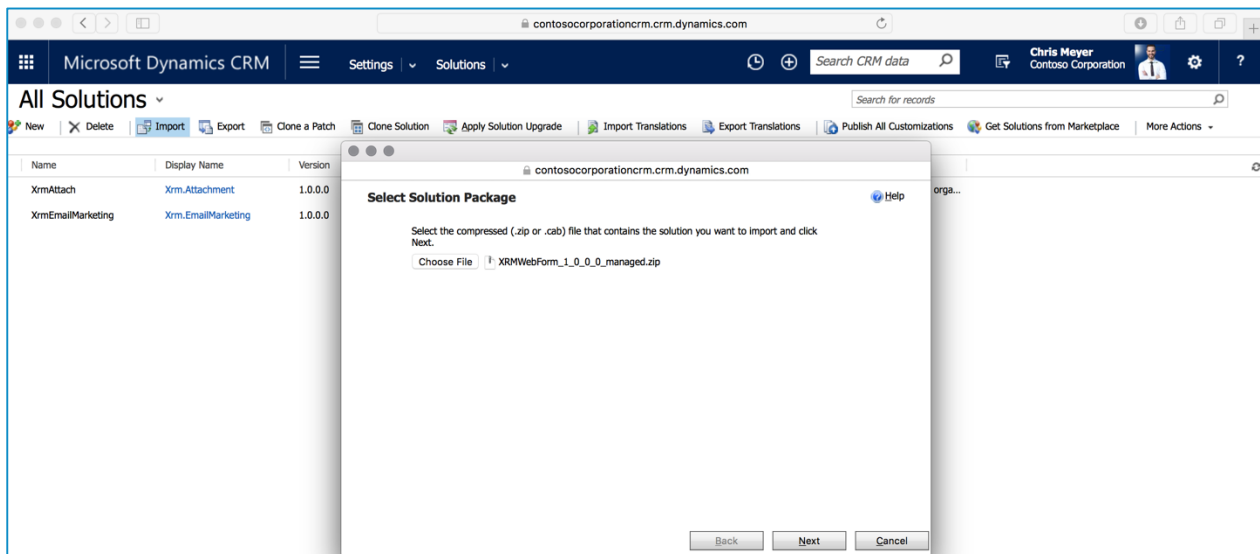 contosocorporationcrm.crm.dynamics.com
Microsoft Dynamics CRM Settings Solutions Search CRM data Chris Meyer ?
Contoso Corporation
All Solutions Search for records
New Delete Import Export Clone a Patch Clone Solution Apply Solution Upgrade Import Translations Export Translations Publish All Customizations Get Solutions from Marketplace More Actions
Name Display Name Version
contosocorporationcrm.crm.dynamics.com
XrmAttach Xrm.Attachment 1.0.0.0 orga...
XrmEmailMarketing Xrm.EmailMarketing 1.0.0.0
Select Solution Package Help
Select the compressed (.zip or .cab) file that contains the solution you want to import and click
Next.
Choose File XRMWebForm_1_0_0_0_managed.zip
Back Next Cancel